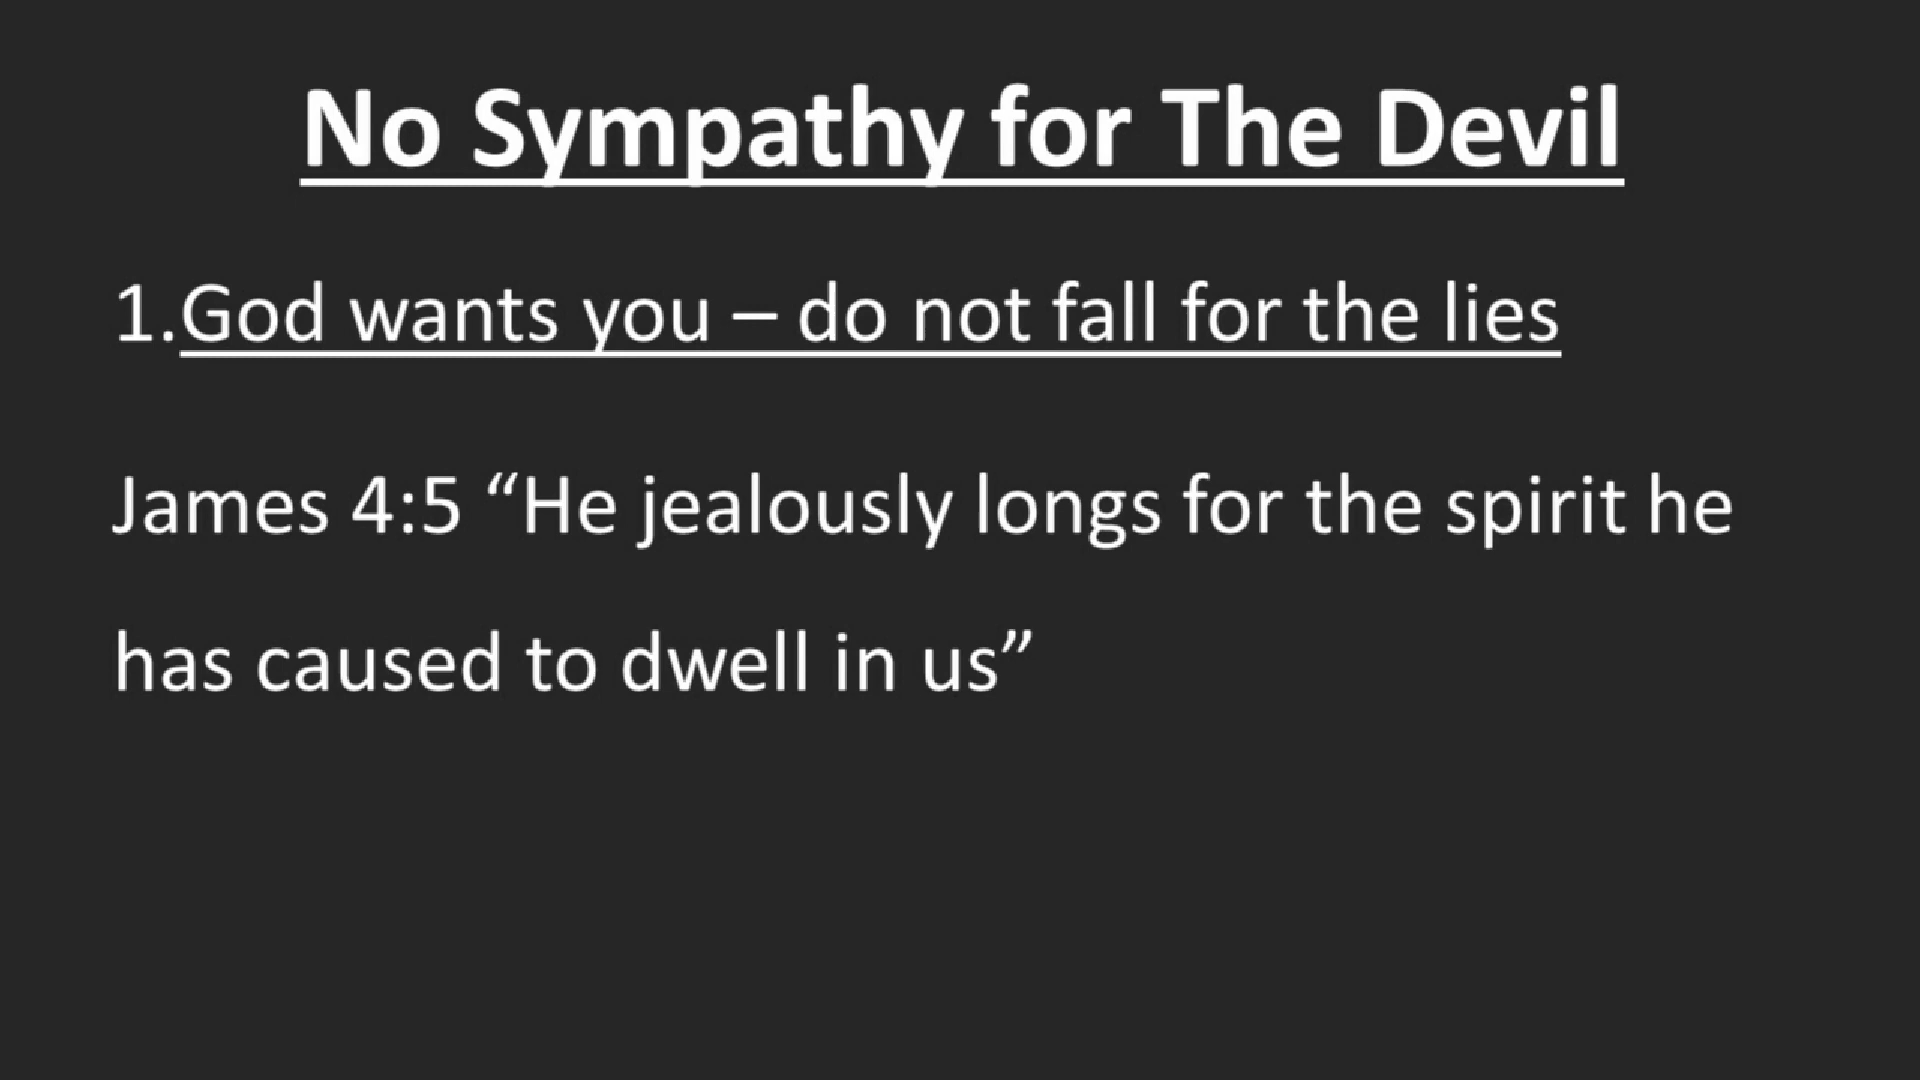 No Sympathy for The Devil
1.God wants you – do not fall for the lies
James 4:5 “He jealously longs for the spirit he
has caused to dwell in us”